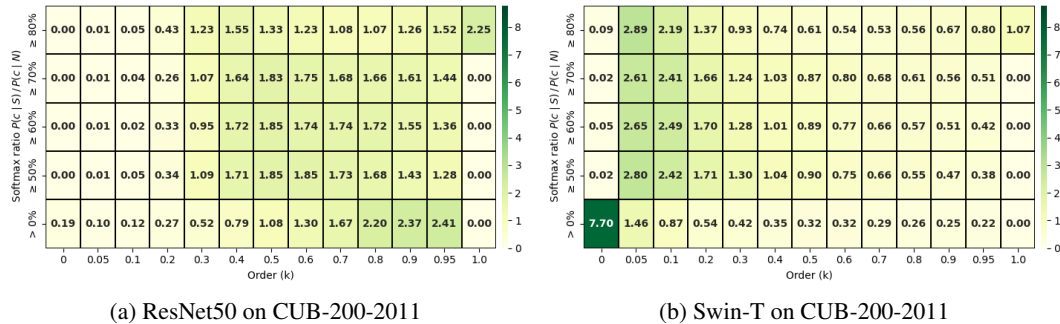 Softmax ratio P(c | S) / P(c | N)
≥ 80% 0.00 0.01 0.05 0.43 1.23 1.55 1.33 1.23 1.08 1.07 1.26 1.52 2.25
≥ 70% 0.00 0.01 0.04 0.26 1.07 1.64 1.83 1.75 1.68 1.66 1.61 1.44 0.00
≥ 60% 0.00 0.01 0.02 0.33 0.95 1.72 1.85 1.74 1.74 1.72 1.55 1.36 0.00
≥ 50% 0.00 0.01 0.05 0.34 1.09 1.71 1.85 1.85 1.73 1.68 1.43 1.28 0.00
> 0% 0.19 0.10 0.12 0.27 0.52 0.79 1.08 1.30 1.67 2.20 2.37 2.41 0.00
0 0.05 0.1 0.2 0.3 0.4 0.5 0.6 0.7 0.8 0.9 0.95 1.0
Order (k)
8
7
6
5
4
3
2
1
0
(a) ResNet50 on CUB-200-2011
Softmax ratio P(c | S) / P(c | N)
≥ 80% 0.09 2.89 2.19 1.37 0.93 0.74 0.61 0.54 0.53 0.56 0.67 0.80 1.07
≥ 70% 0.02 2.61 2.41 1.66 1.24 1.03 0.87 0.80 0.68 0.61 0.56 0.51 0.00
≥ 60% 0.05 2.65 2.49 1.70 1.28 1.01 0.89 0.77 0.66 0.57 0.51 0.42 0.00
≥ 50% 0.02 2.80 2.42 1.71 1.30 1.04 0.90 0.75 0.66 0.55 0.47 0.38 0.00
> 0% 7.70 1.46 0.87 0.54 0.42 0.35 0.32 0.32 0.29 0.26 0.25 0.22 0.00
0 0.05 0.1 0.2 0.3 0.4 0.5 0.6 0.7 0.8 0.9 0.95 1.0
Order (k)
8
7
6
5
4
3
2
1
0
(b) Swin-T on CUB-200-2011